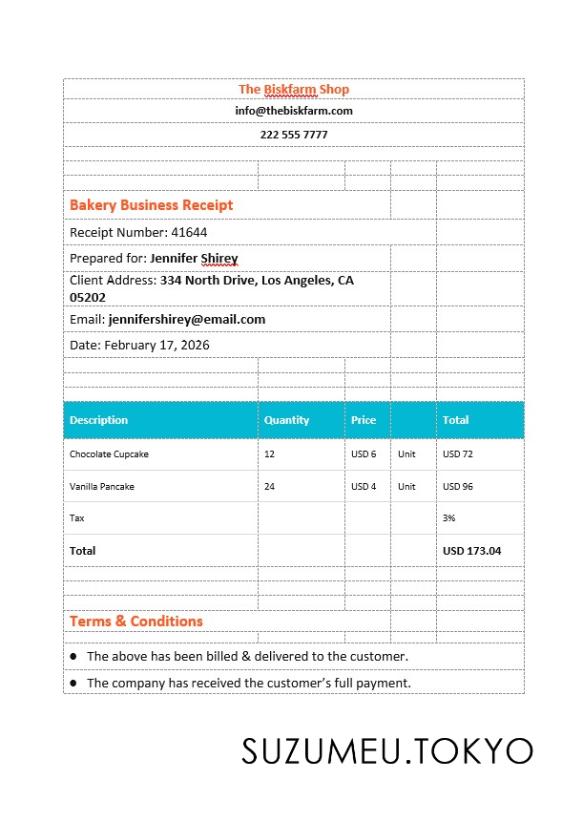 The Biskfarm Shop
info@thebiskfarm.com
222 555 7777
Bakery Business Receipt
Receipt Number: 41644
Prepared for: Jennifer Shirey
Client Address: 334 North Drive, Los Angeles, CA
05202
Email: jennifershirey@email.com
Date: February 17, 2026
Description Quantity Price Total
Chocolate Cupcake 12 USD 6 Unit USD 72
Vanilla Pancake 24 USD 4 Unit USD 96
Tax 3%
Total USD 173.04
Terms & Conditions
● The above has been billed & delivered to the customer.
● The company has received the customer’s full payment.
SUZUMEU.TOKYO